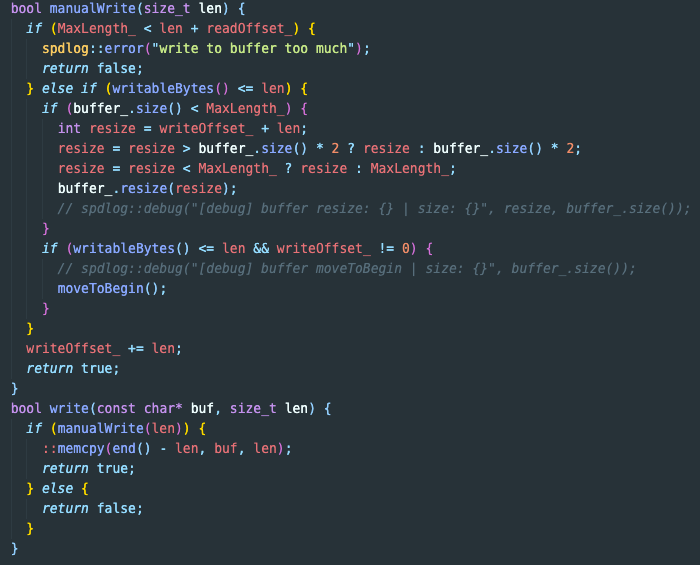 bool manualWrite(size_t len) {
  if (MaxLength_ < len + readOffset_) {
    spdlog::error("write to buffer too much");
    return false;
  } else if (writableBytes() <= len) {
    if (buffer_.size() < MaxLength_) {
      int resize = writeOffset_ + len;
      resize = resize > buffer_.size() * 2 ? resize : buffer_.size() * 2;
      resize = resize < MaxLength_ ? resize : MaxLength_;
      buffer_.resize(resize);
      // spdlog::debug("[debug] buffer resize: {} | size: {}", resize, buffer_.size());
    }
    if (writableBytes() <= len && writeOffset_ != 0) {
      // spdlog::debug("[debug] buffer moveToBegin | size: {}", buffer_.size());
      moveToBegin();
    }
  }
  writeOffset_ += len;
  return true;
}
bool write(const char* buf, size_t len) {
  if (manualWrite(len)) {
    ::memcpy(end() - len, buf, len);
    return true;
  } else {
    return false;
  }
}